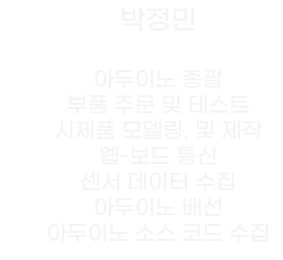 박정민
아두이노 총괄
부품 주문 및 테스트
시제품 모델링, 및 제작
웹-보드 통신
센서 데이터 수집
아두이노 배선
아두이노 소스 코드 수집